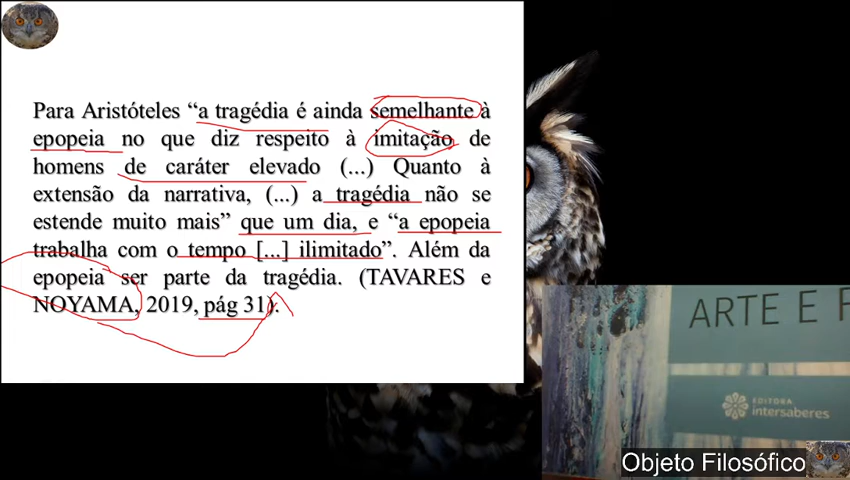 Para Aristóteles “a tragédia é ainda semelhante à
epopeia no que diz respeito à imitação de
homens de caráter elevado (...) Quanto à
extensão da narrativa, (...) a tragédia não se
estende muito mais” que um dia, e “a epopeia
trabalha com o tempo [...] ilimitado”. Além da
epopeia ser parte da tragédia. (TAVARES e
NOYAMA, 2019, pág 31).
ARTE E
EDITORA
intersaberes
Objeto Filosófico